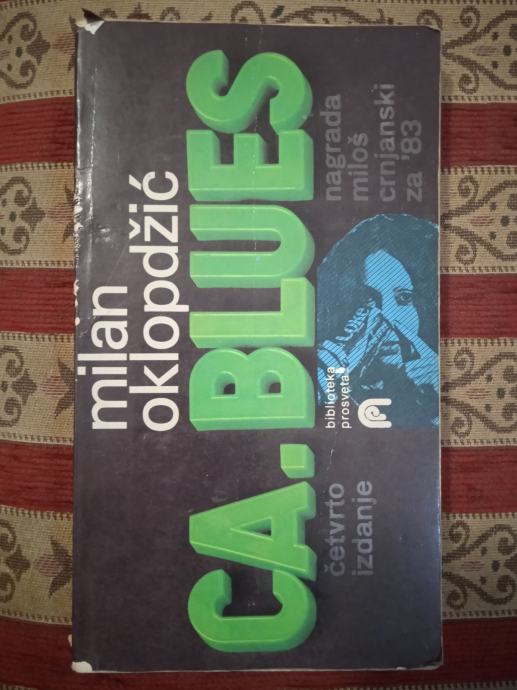 milan
oklopdžić
CA.BLUES
nagrada
miloš
crnjanski
za '83
biblioteka
prosveta
četvrto
izdanje